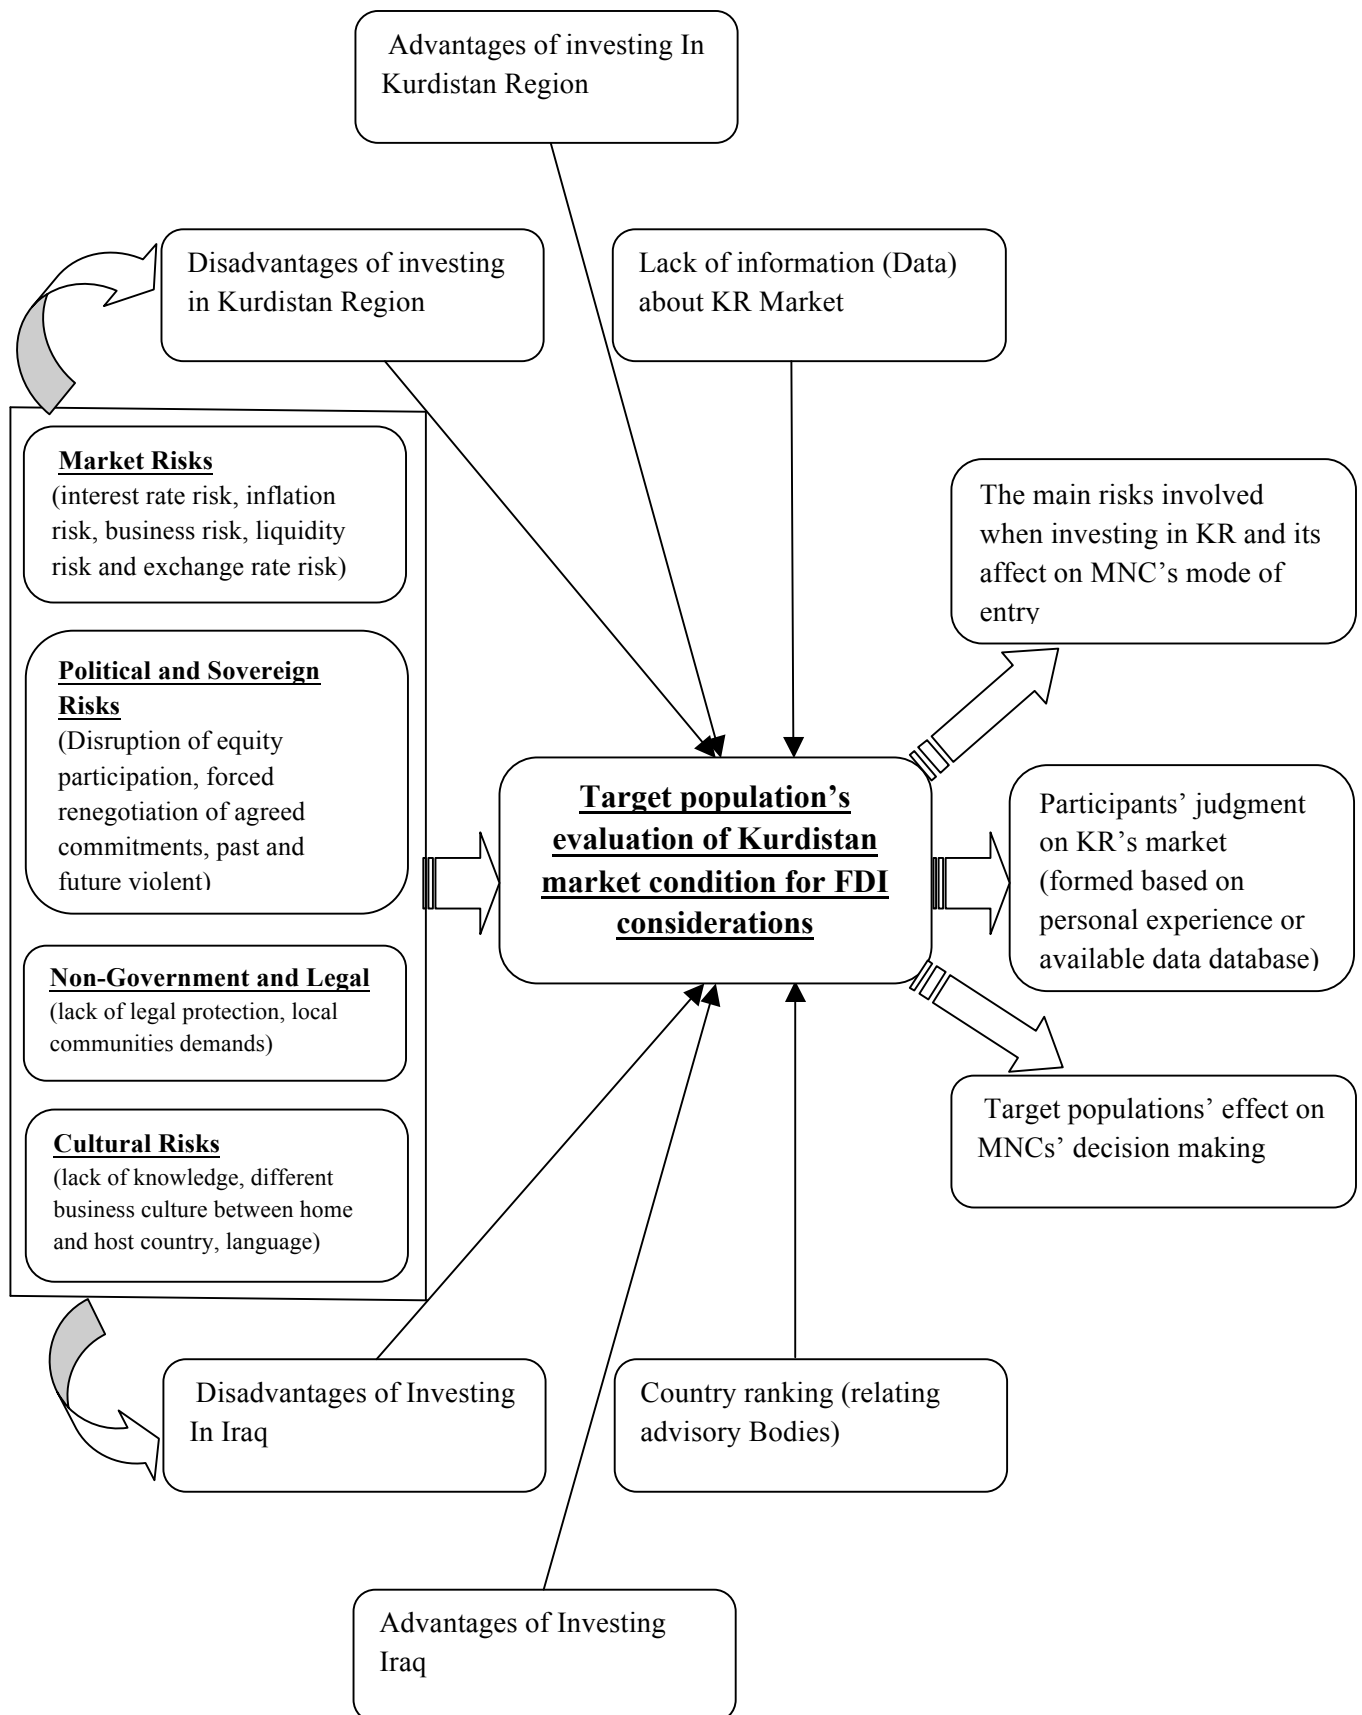 Advantages of investing In
Kurdistan Region
Disadvantages of investing
in Kurdistan Region
Lack of information (Data)
about KR Market
Market Risks
(interest rate risk, inflation
risk, business risk, liquidity
risk and exchange rate risk)
Political and Sovereign
Risks
(Disruption of equity
participation, forced
renegotiation of agreed
commitments, past and
future violent)
Non-Government and Legal
(lack of legal protection, local
communities demands)
Cultural Risks
(lack of knowledge, different
business culture between home
and host country, language)
Target population’s
evaluation of Kurdistan
market condition for FDI
considerations
The main risks involved
when investing in KR and its
affect on MNC’s mode of
entry
Participants’ judgment
on KR’s market
(formed based on
personal experience or
available data database)
Target populations’ effect on
MNCs’ decision making
Disadvantages of Investing
In Iraq
Country ranking (relating
advisory Bodies)
Advantages of Investing
Iraq